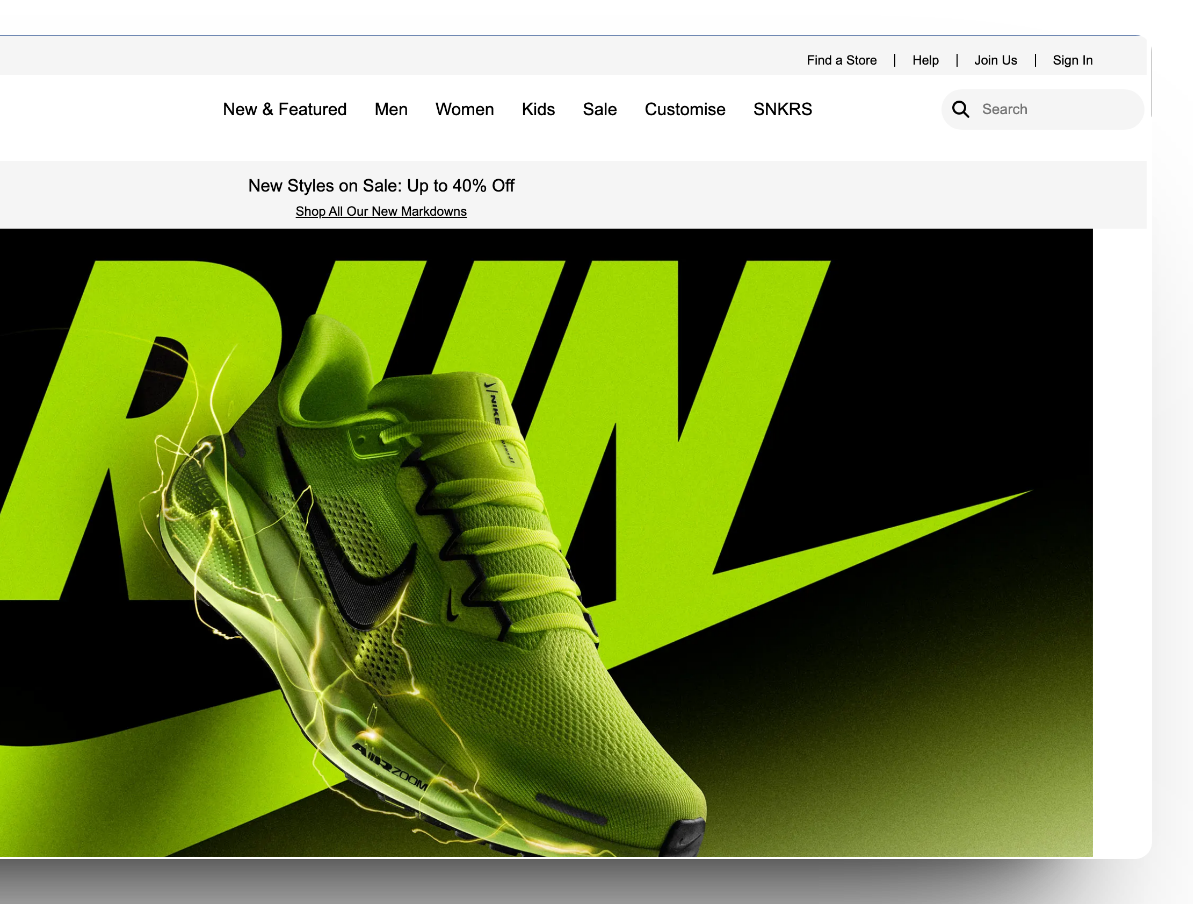 Find a Store | Help | Join Us | Sign In
New & Featured Men Women Kids Sale Customise SNKRS
Search
New Styles on Sale: Up to 40% Off
Shop All Our New Markdowns
RUN
NIKE
AIR ZOOM